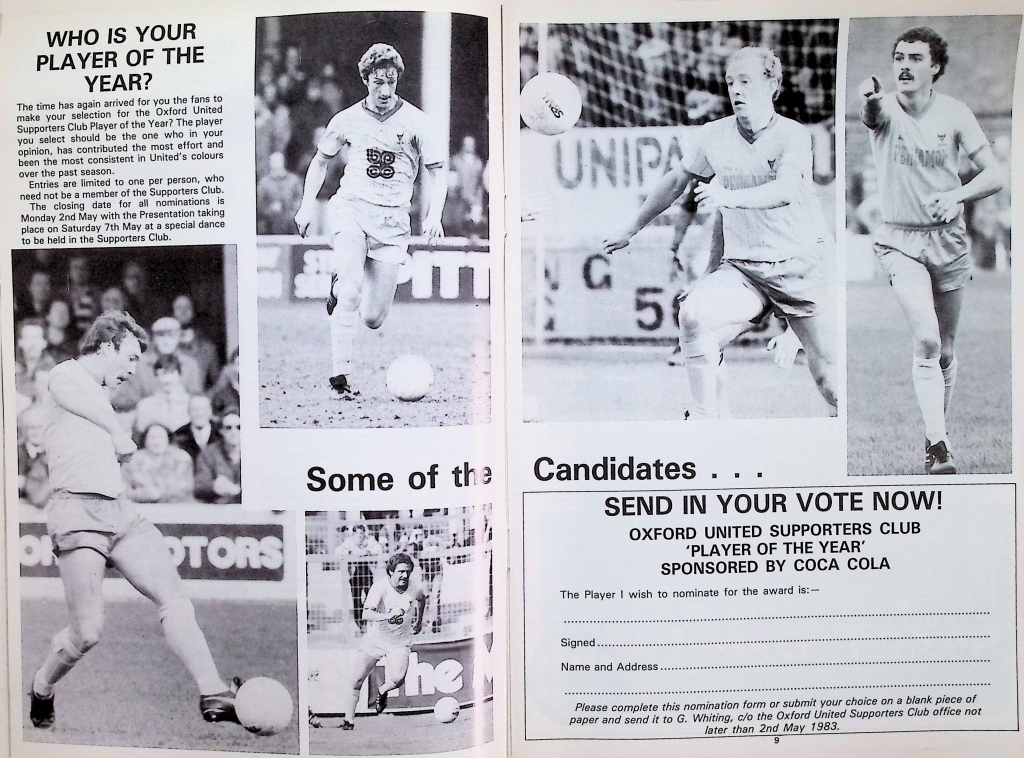 WHO IS YOUR
PLAYER OF THE
YEAR?
The time has again arrived for you the fans to
make your selection for the Oxford United
Supporters Club Player of the Year? The player
you select should be the one who in your
opinion, has contributed the most effort and
been the most consistent in United's colours
over the past season.
Entries are limited to one per person, who
need not be a member of the Supporters Club.
The closing date for all nominations is
Monday 2nd May with the Presentation taking
place on Saturday 7th May at a special dance
to be held in the Supporters Club.
PITT
OTORS
The
Some of the
UNIPA
PERGAMON
PERGAMON
G
5
Candidates . . .
SEND IN YOUR VOTE NOW!
OXFORD UNITED SUPPORTERS CLUB
'PLAYER OF THE YEAR'
SPONSORED BY COCA COLA
The Player I wish to nominate for the award is:—
Signed
Name and Address
Please complete this nomination form or submit your choice on a blank piece of
paper and send it to G. Whiting, c/o the Oxford United Supporters Club office not
later than 2nd May 1983.
9